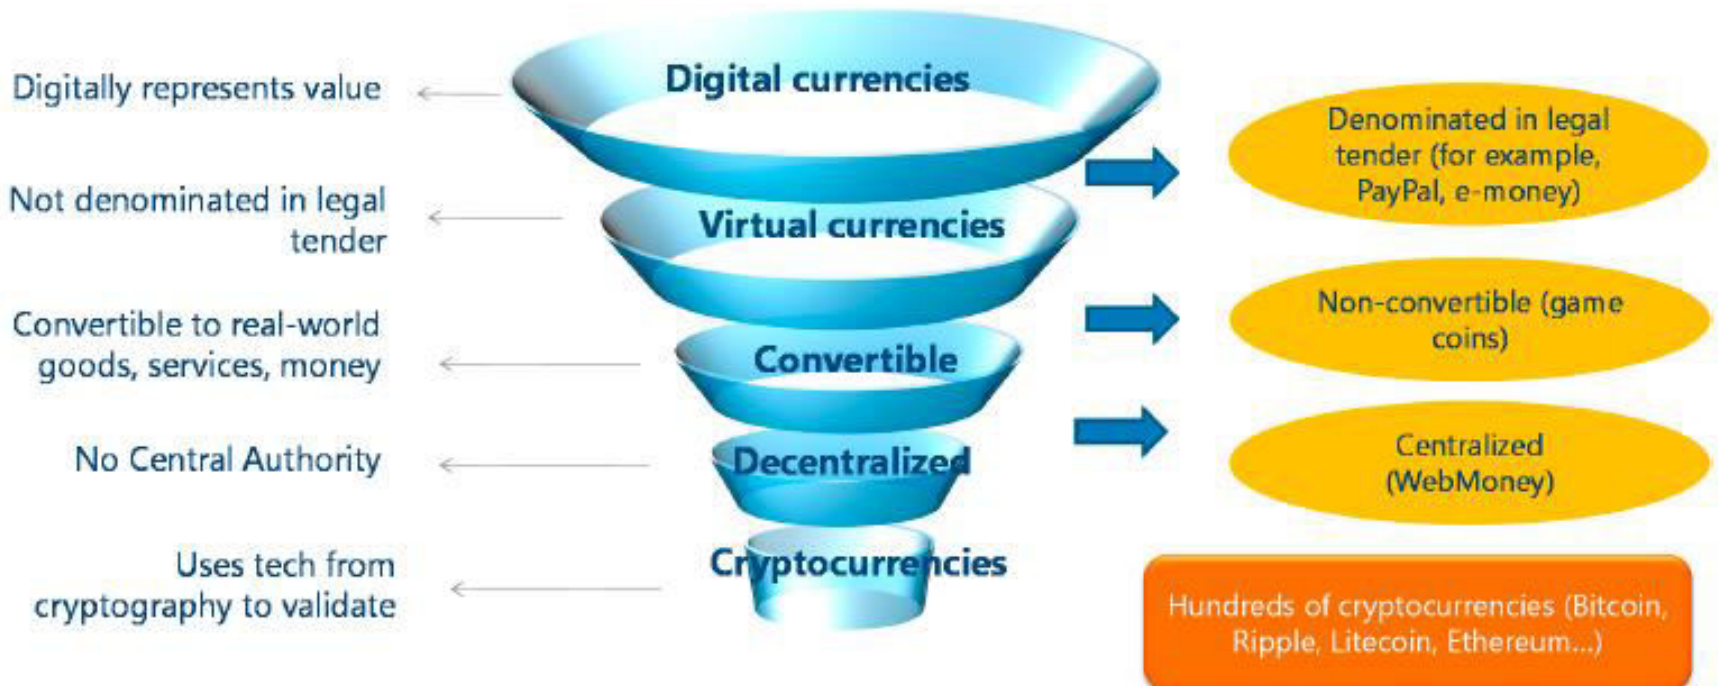 Digital currencies
Digitally represents value
Denominated in legal
tender (for example,
PayPal, e-money)
Virtual currencies
Not denominated in legal
tender
Non-convertible (game
coins)
Convertible
Convertible to real-world
goods, services, money
Centralized
(WebMoney)
Decentralized
No Central Authority
Cryptocurrencies
Uses tech from
cryptography to validate
Hundreds of cryptocurrencies (Bitcoin,
Ripple, Litecoin, Ethereum...)